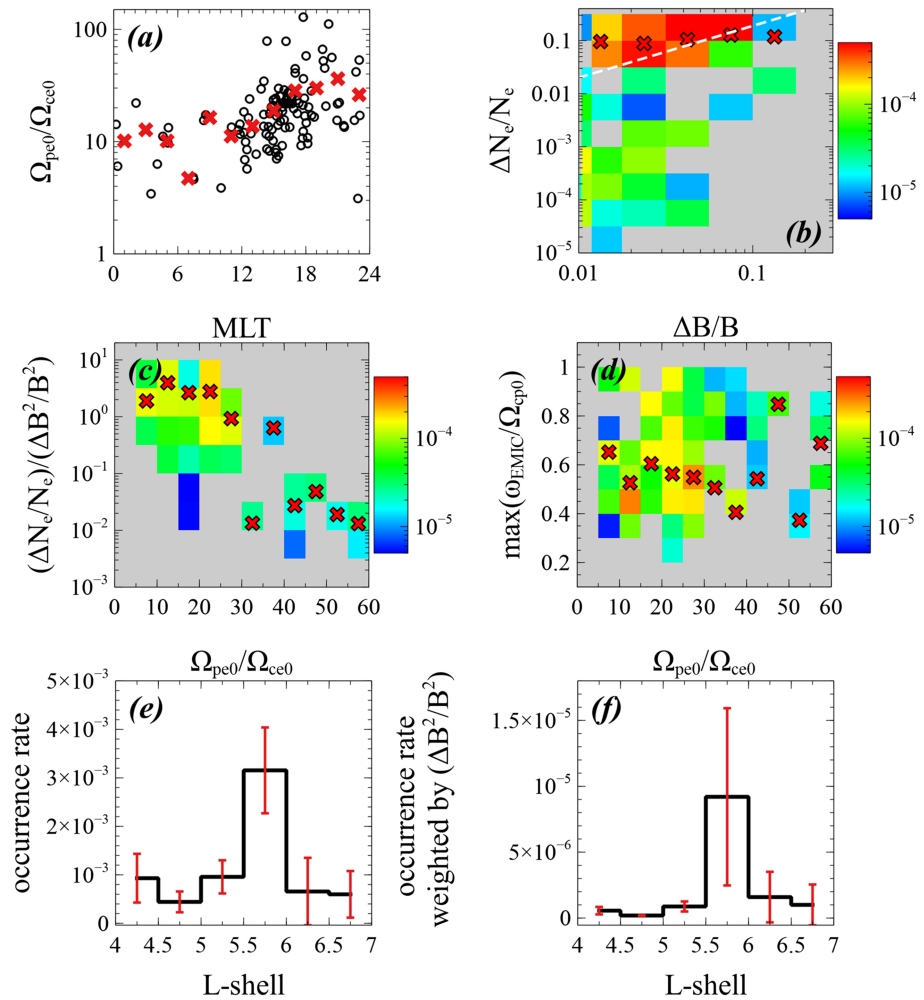 (a)
Ω_pe0/Ω_ce0
100
10
1
0 6 12 18 24
MLT
(b)
ΔN_e/N_e
0.1
0.01
10^-3
10^-4
10^-5
0.01 0.1
ΔB/B
10^-4
10^-5
(c)
(ΔN_e/N_e)/(ΔB^2/B^2)
10^1
10^0
10^-1
10^-2
10^-3
0 10 20 30 40 50 60
Ω_pe0/Ω_ce0
10^-4
10^-5
(d)
max(ω_EMIC/Ω_cp0)
1
0.8
0.6
0.4
0.2
0 10 20 30 40 50 60
Ω_pe0/Ω_ce0
10^-4
10^-5
(e)
occurrence rate
5×10^-3
4×10^-3
3×10^-3
2×10^-3
10^-3
0
4 4.5 5 5.5 6 6.5 7
L-shell
(f)
occurrence rate
weighted by (ΔB^2/B^2)
1.5×10^-5
10^-5
5×10^-6
0
4 4.5 5 5.5 6 6.5 7
L-shell